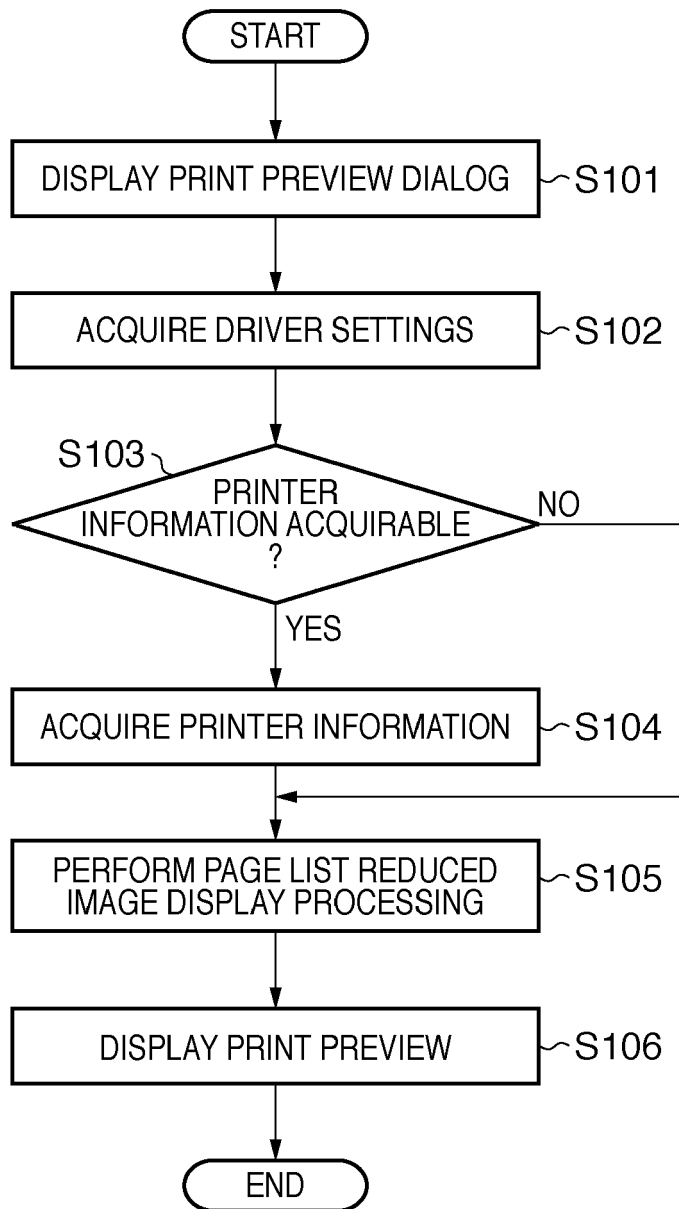 START
DISPLAY PRINT PREVIEW DIALOG
S101
ACQUIRE DRIVER SETTINGS
S102
S103
PRINTER
INFORMATION ACQUIRABLE
?
NO
YES
ACQUIRE PRINTER INFORMATION
S104
PERFORM PAGE LIST REDUCED
IMAGE DISPLAY PROCESSING
S105
DISPLAY PRINT PREVIEW
S106
END